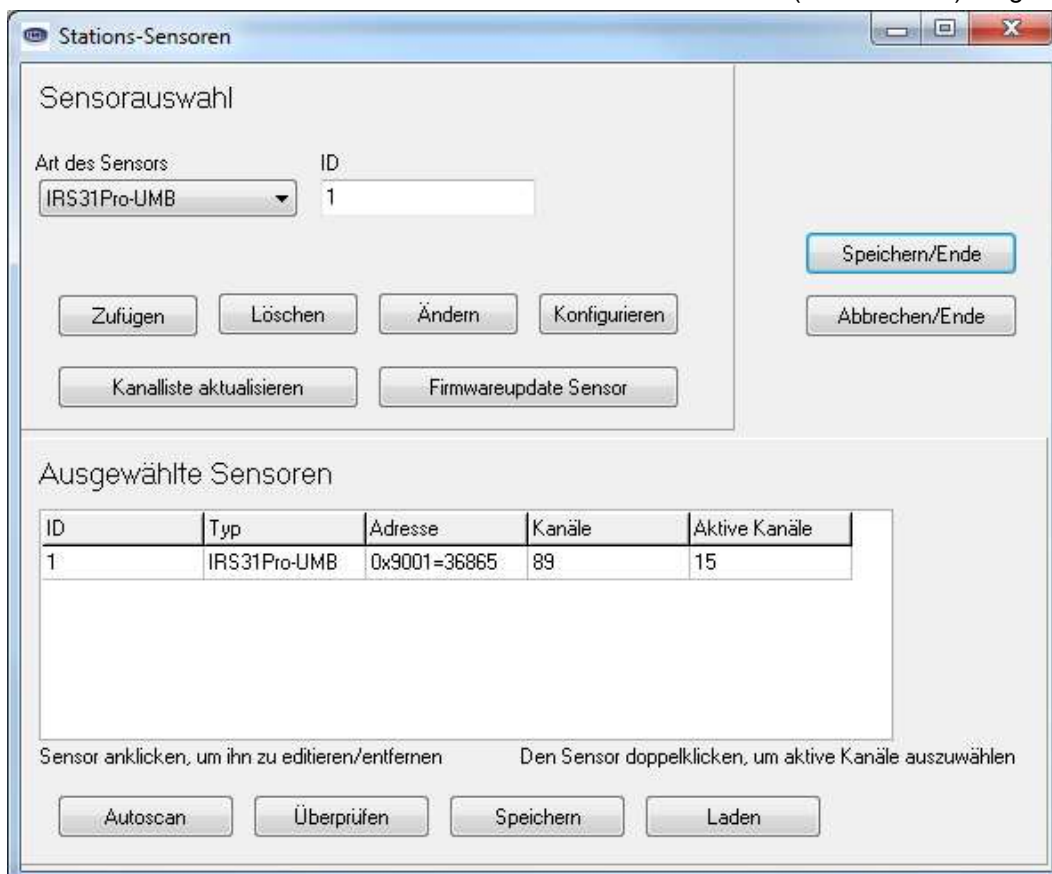 Stations-Sensoren
Sensorauswahl
Art des Sensors ID
IRS31Pro-UMB 1
Speichern/Ende
Zufügen Löschen Ändern Konfigurieren Abbrechen/Ende
Kanalliste aktualisieren Firmwareupdate Sensor
Ausgewählte Sensoren
ID Typ Adresse Kanäle Aktive Kanäle
1 IRS31Pro-UMB 0x9001=36865 89 15
Sensor anklicken, um ihn zu editieren/entfernen Den Sensor doppelklicken, um aktive Kanäle auszuwählen
Autoscan Überprüfen Speichern Laden